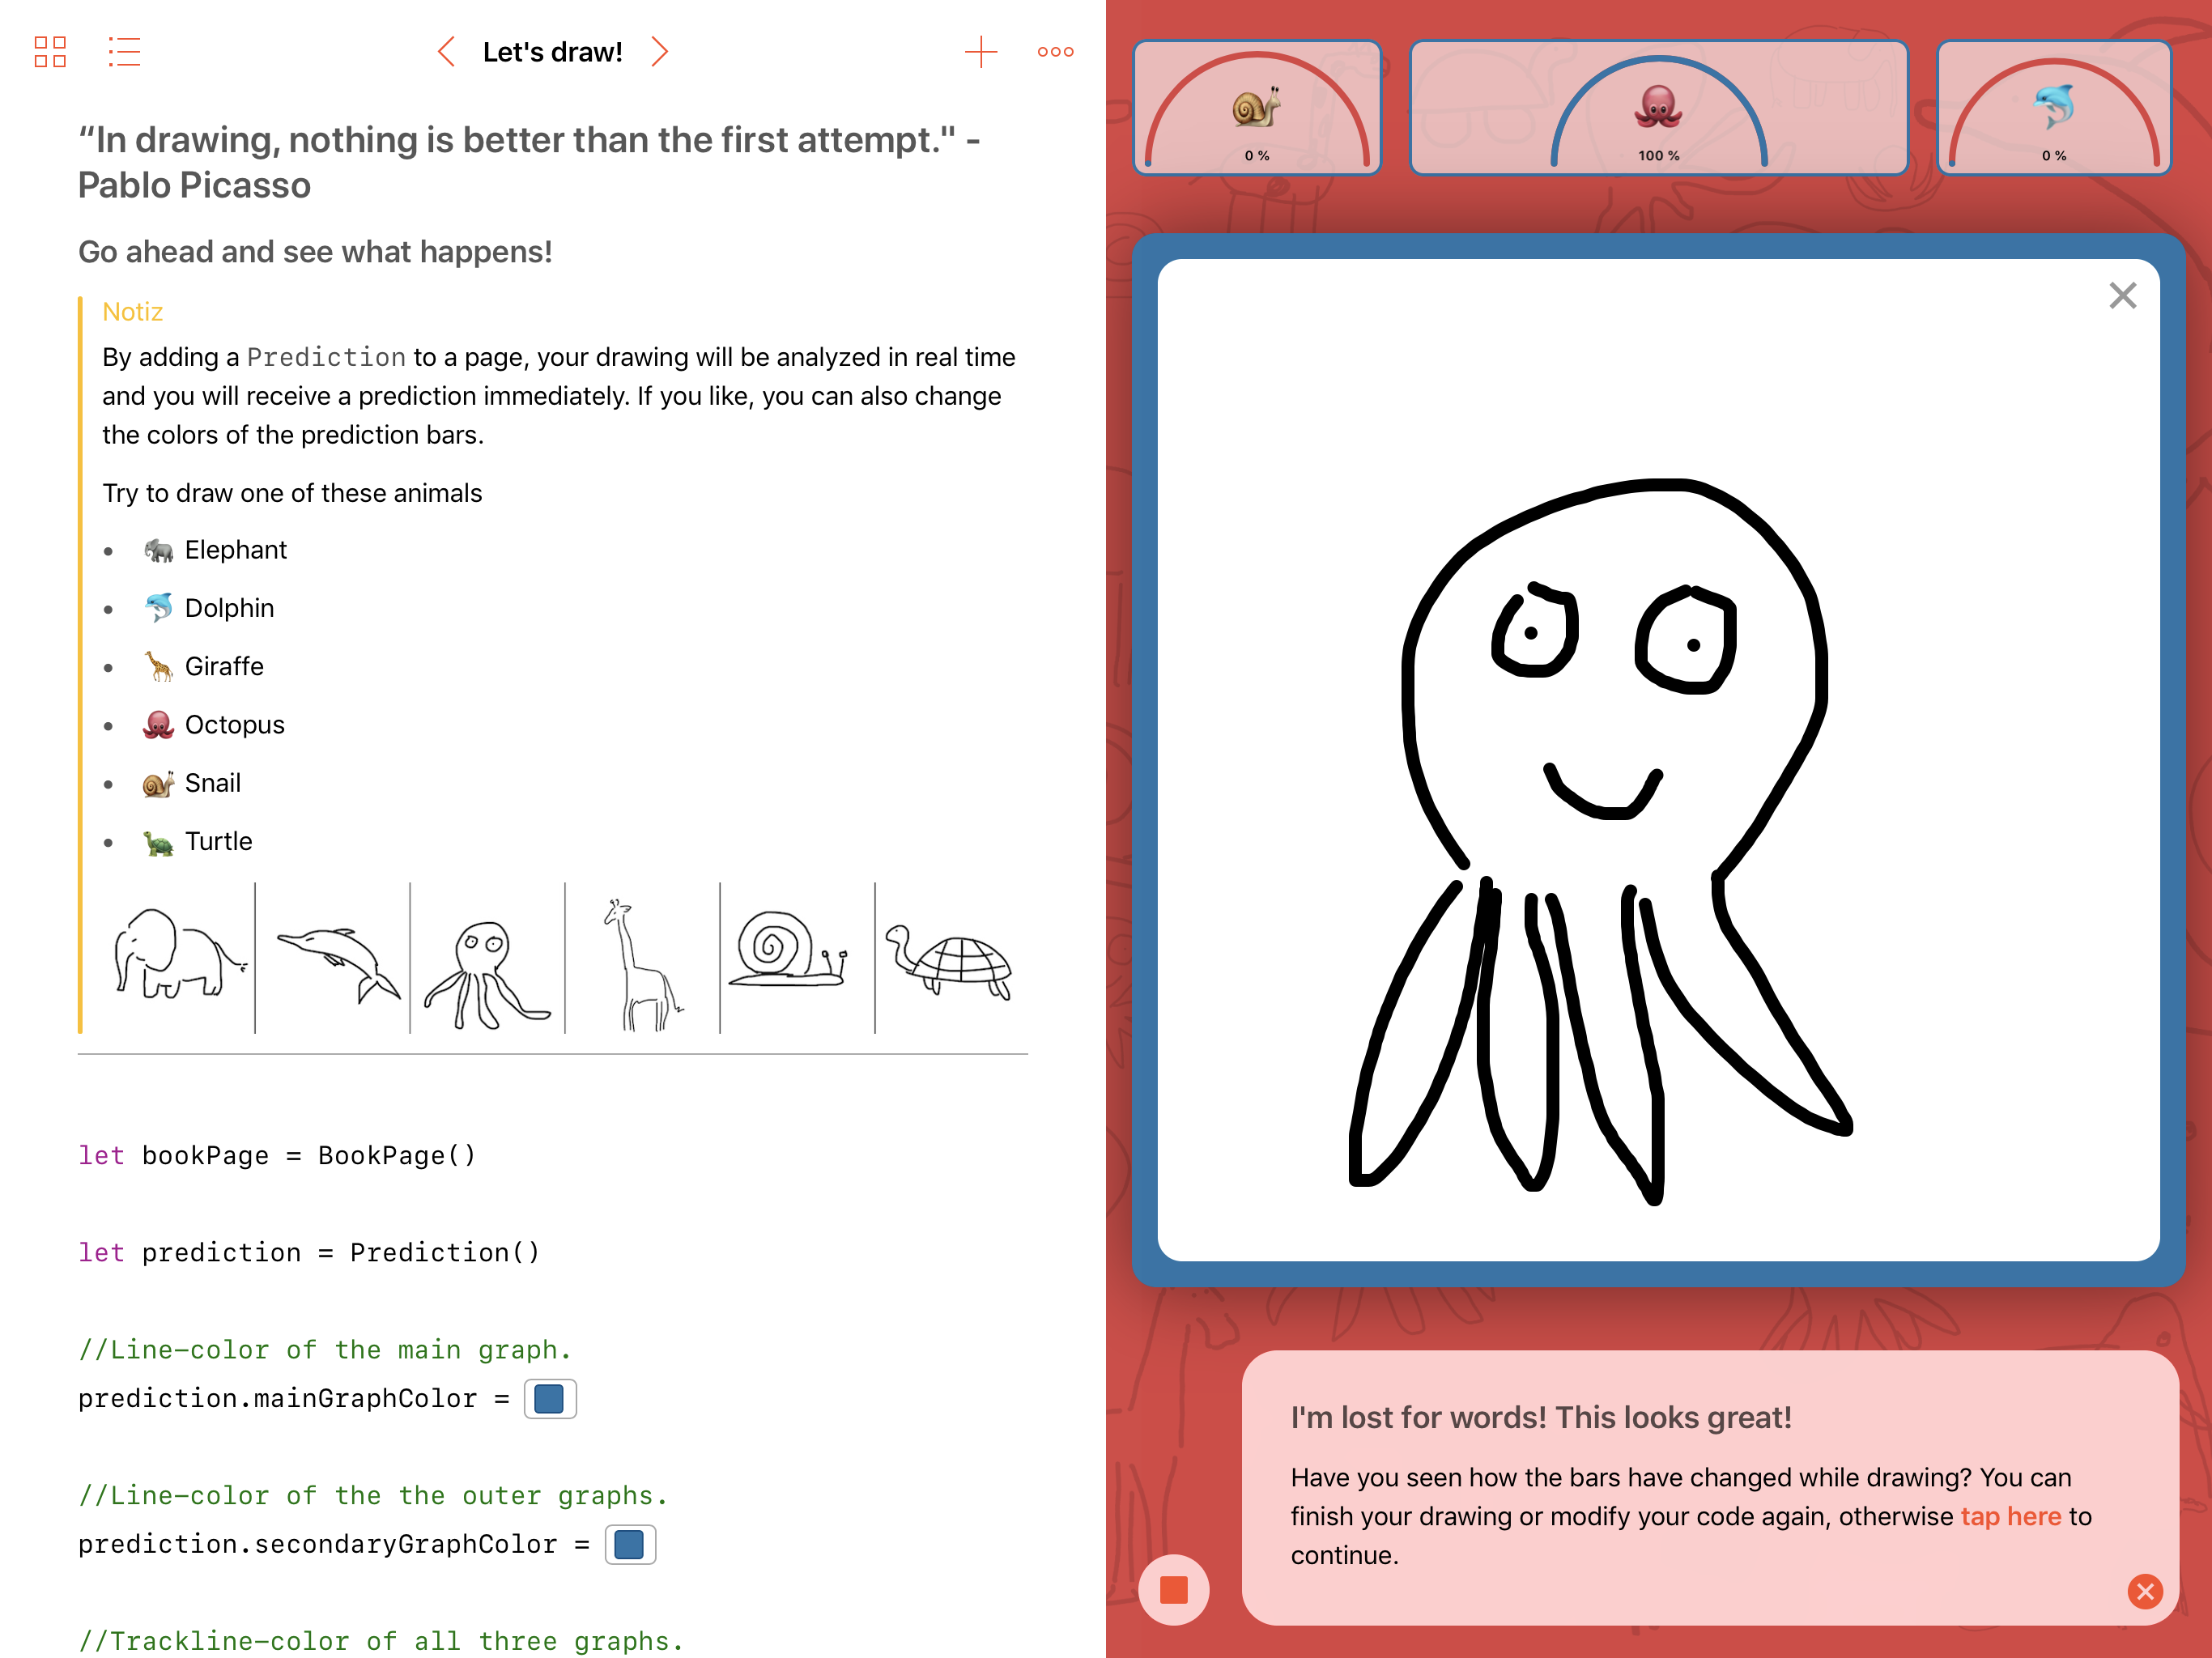 Let's draw!
“In drawing, nothing is better than the first attempt." -
Pablo Picasso
Go ahead and see what happens!
Notiz
By adding a Prediction to a page, your drawing will be analyzed in real time
and you will receive a prediction immediately. If you like, you can also change
the colors of the prediction bars.
Try to draw one of these animals
• 🐘 Elephant
• 🐬 Dolphin
• 🦒 Giraffe
• 🐙 Octopus
• 🐌 Snail
• 🐢 Turtle
let bookPage = BookPage()
let prediction = Prediction()
//Line-color of the main graph.
prediction.mainGraphColor =
//Line-color of the the outer graphs.
prediction.secondaryGraphColor =
//Trackline-color of all three graphs.
0 %
100 %
0 %
I'm lost for words! This looks great!
Have you seen how the bars have changed while drawing? You can
finish your drawing or modify your code again, otherwise tap here to
continue.